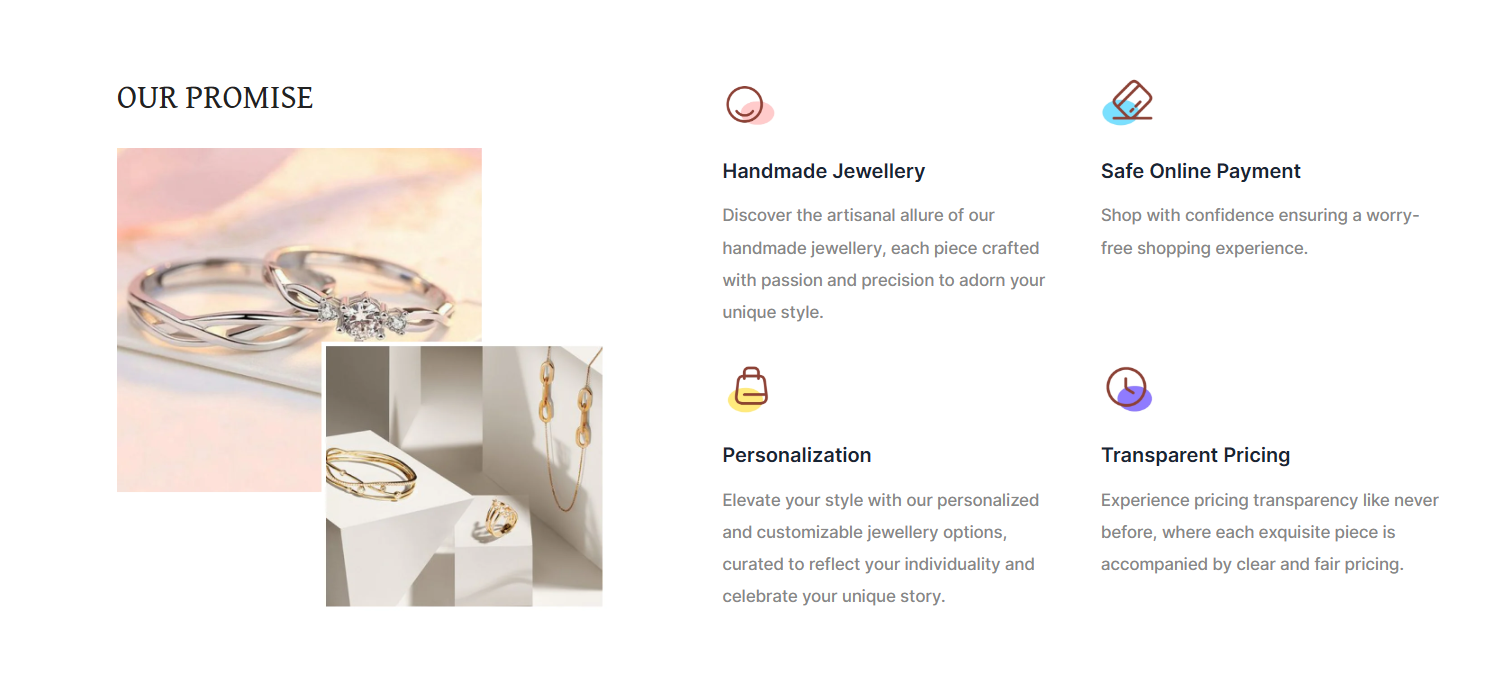 OUR PROMISE
Handmade Jewellery
Discover the artisanal allure of our
handmade jewellery, each piece crafted
with passion and precision to adorn your
unique style.
Safe Online Payment
Shop with confidence ensuring a worry-
free shopping experience.
Personalization
Elevate your style with our personalized
and customizable jewellery options,
curated to reflect your individuality and
celebrate your unique story.
Transparent Pricing
Experience pricing transparency like never
before, where each exquisite piece is
accompanied by clear and fair pricing.